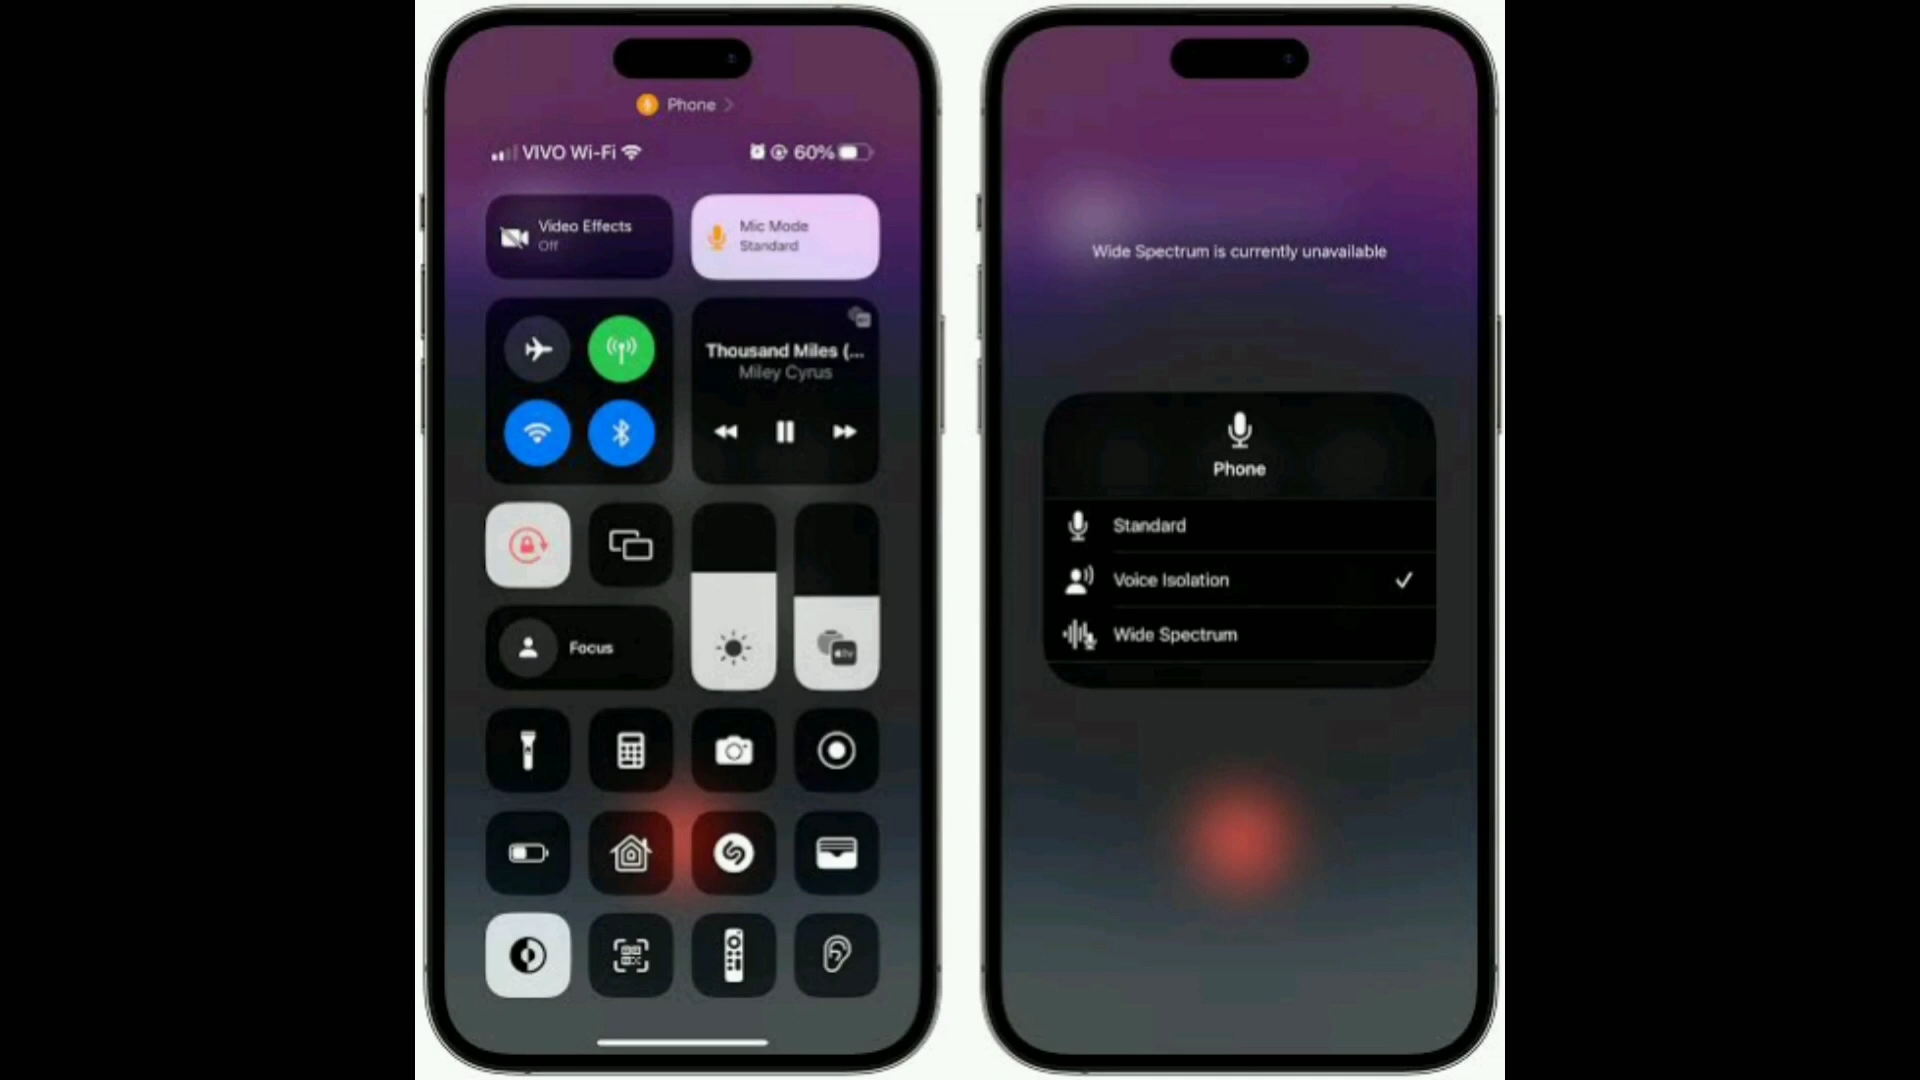 Phone
VIVO Wi-Fi
60%
Video Effects
Off
Mic Mode
Standard
Thousand Miles (...
Miley Cyrus
Focus
tv
Wide Spectrum is currently unavailable
Phone
Standard
Voice Isolation
Wide Spectrum